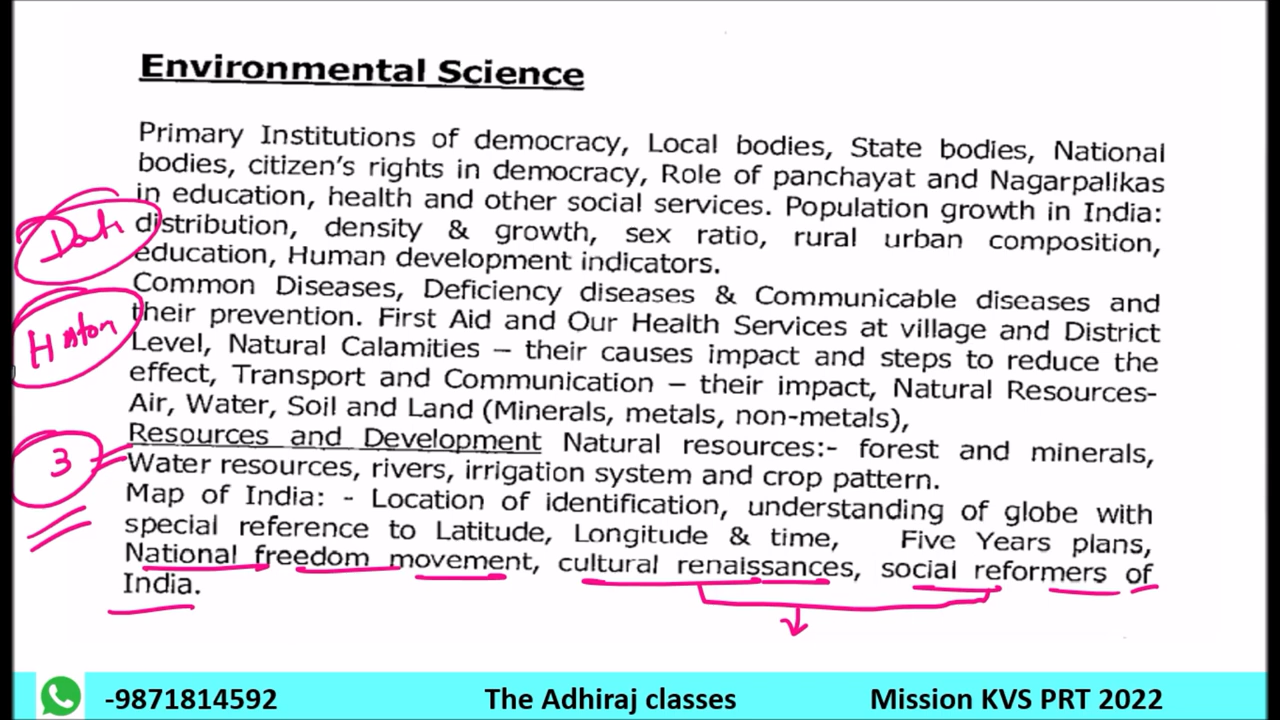 Environmental Science
Primary Institutions of democracy, Local bodies, State bodies, National
bodies, citizen's rights in democracy, Role of panchayat and Nagarpalikas
in education, health and other social services. Population growth in India:
distribution, density & growth, sex ratio, rural urban composition,
education, Human development indicators.
Common Diseases, Deficiency diseases & Communicable diseases and
their prevention. First Aid and Our Health Services at village and District
Level, Natural Calamities – their causes impact and steps to reduce the
effect, Transport and Communication – their impact, Natural Resources-
Air, Water, Soil and Land (Minerals, metals, non-metals),
Resources and Development Natural resources:- forest and minerals,
Water resources, rivers, irrigation system and crop pattern.
Map of India: - Location of identification, understanding of globe with
special reference to Latitude, Longitude & time, Five Years plans,
National freedom movement, cultural renaissances, social reformers of
India.
3
-9871814592 The Adhiraj classes Mission KVS PRT 2022